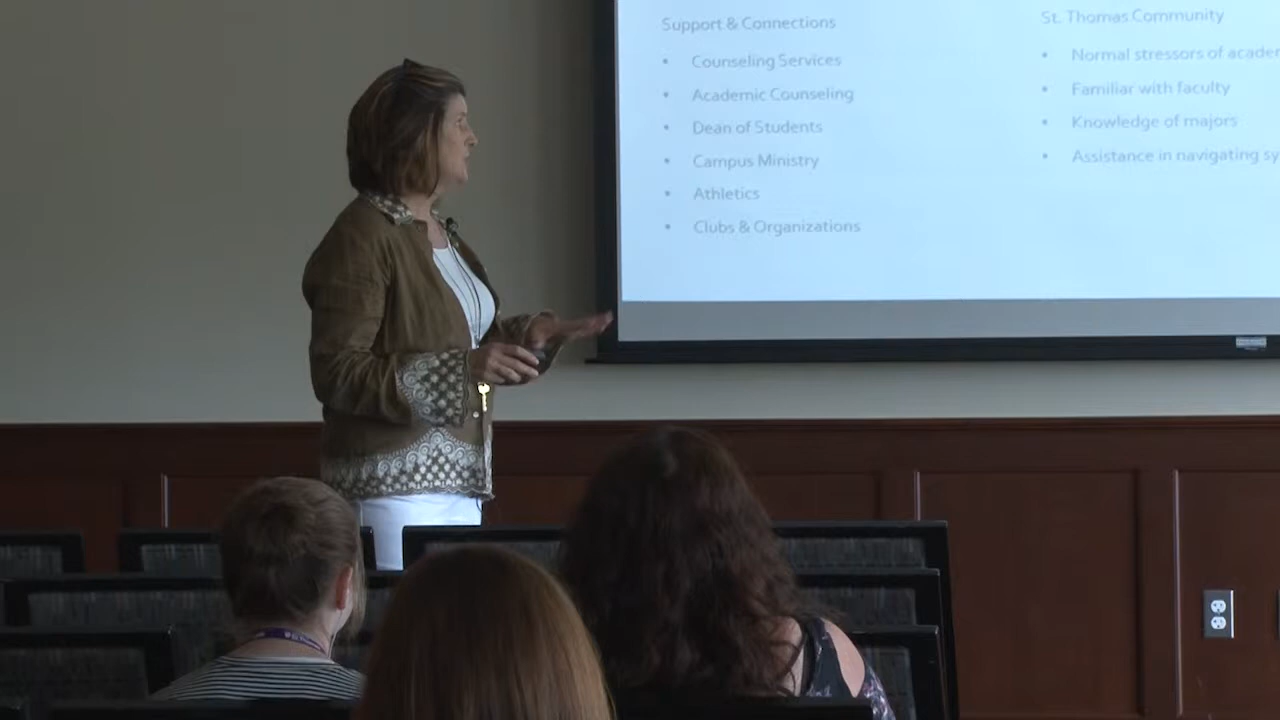 Support & Connections
• Counseling Services
• Academic Counseling
• Dean of Students
• Campus Ministry
• Athletics
• Clubs & Organizations
St. Thomas Community
• Normal stressors of
• Familiar with faculty
• Knowledge of majors
• Assistance in navigating